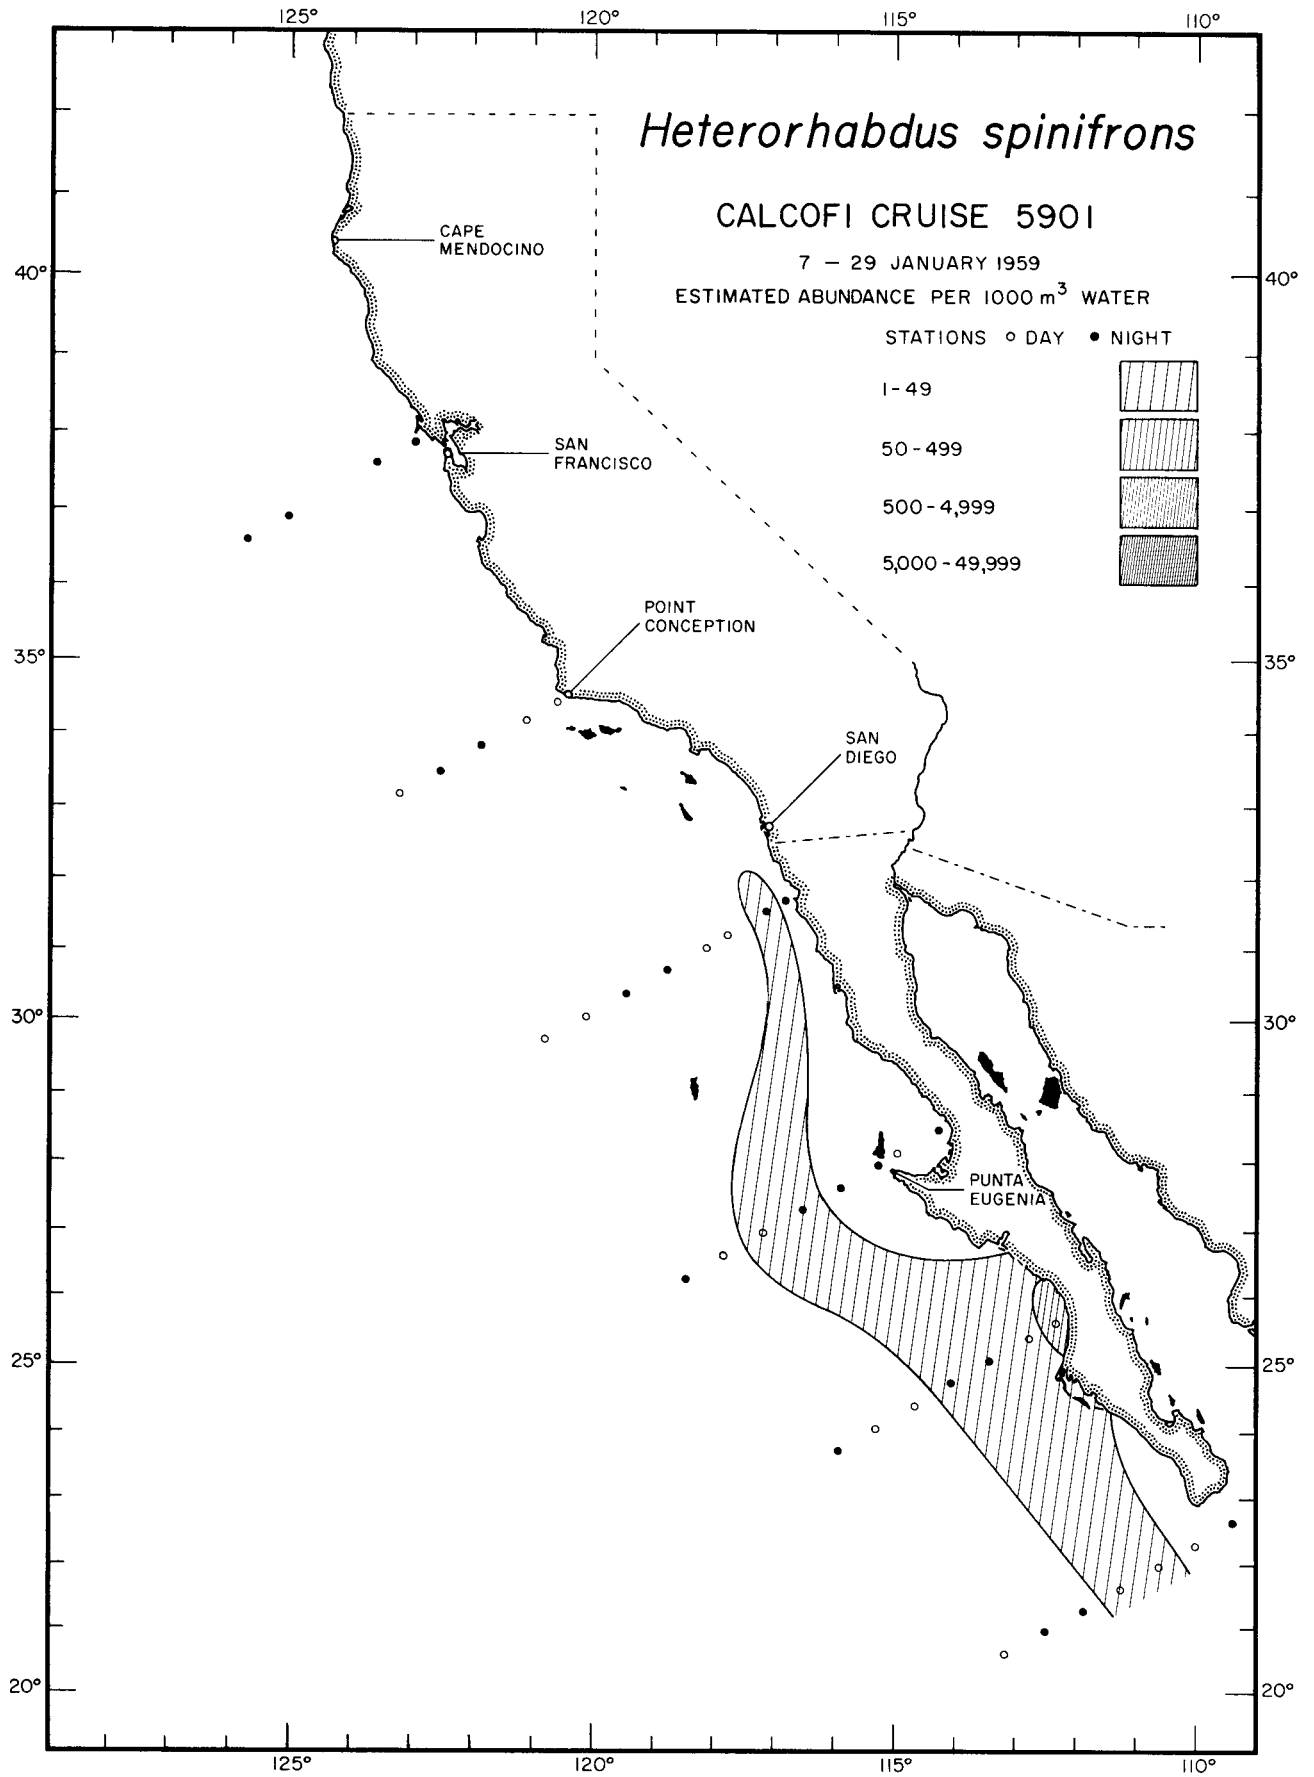 125° 120° 115° 110°
Heterorhabdus spinifrons
CALCOFI CRUISE 5901
7 – 29 JANUARY 1959
ESTIMATED ABUNDANCE PER 1000 m³ WATER
STATIONS ○ DAY ● NIGHT
1-49
50-499
500-4,999
5,000-49,999
CAPE
MENDOCINO
40° 40°
SAN
FRANCISCO
POINT
CONCEPTION
35° 35°
SAN
DIEGO
30° 30°
PUNTA
EUGENIA
25° 25°
20° 20°
125° 120° 115° 110°